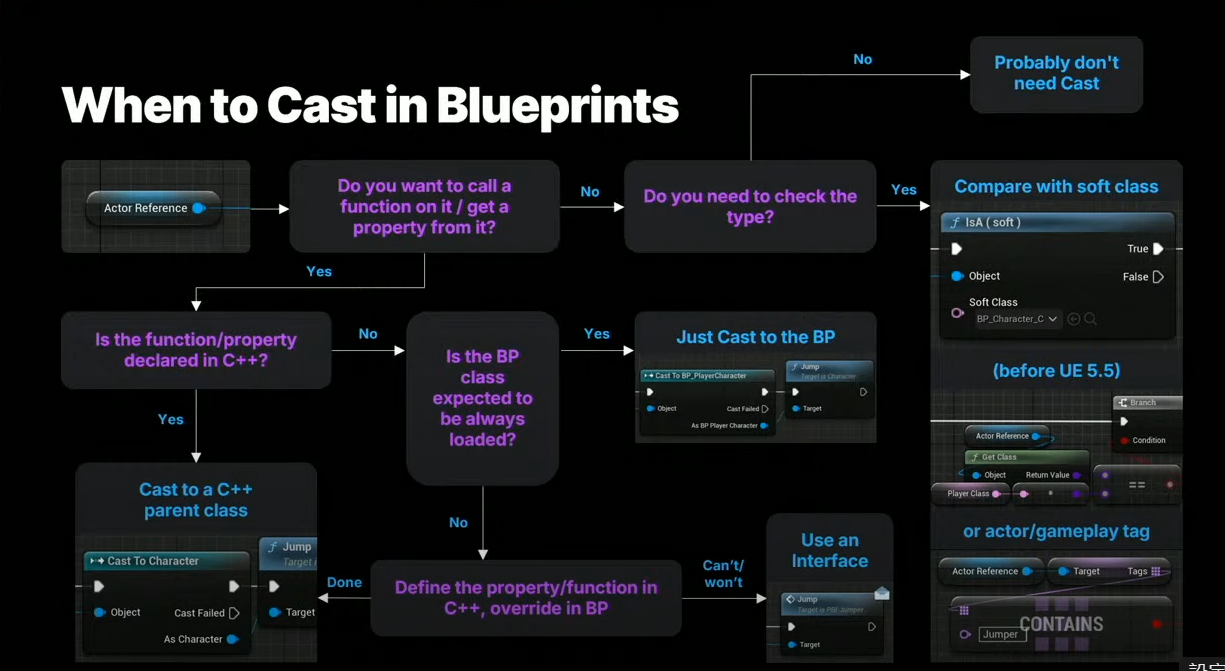 When to Cast in Blueprints
No
Probably don't
need Cast
Actor Reference
Do you want to call a
function on it / get a
property from it?
No
Do you need to check the
type?
Yes
Compare with soft class
IsA ( soft )
True
Object
False
Soft Class
BP_Character_C
(before UE 5.5)
Branch
Condition
Actor Reference
Get Class
Object
Return Value
Player Class
==
or actor/gameplay tag
Actor Reference
Target
Tags
CONTAINS
Jumper
Yes
Is the function/property
declared in C++?
No
Is the BP
class
expected to
be always
loaded?
Yes
Just Cast to the BP
Cast To BP_PlayerCharacter
Object
Cast Failed
As BP Player Character
Jump
Target is Character
Target
Yes
Cast to a C++
parent class
Cast To Character
Object
Cast Failed
As Character
Jump
Target i
Target
Done
No
Define the property/function in
C++, override in BP
Can't/
won't
Use an
Interface
Jump
Target is PBI-Jumper
Target